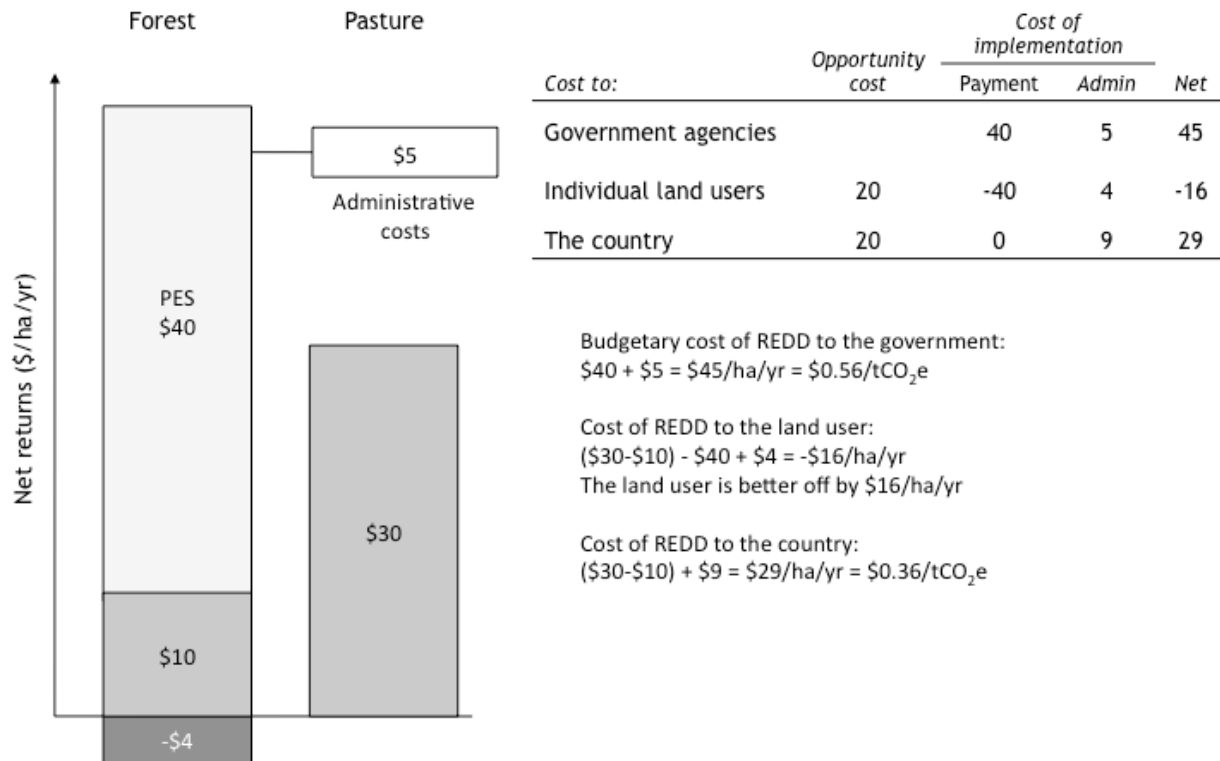 Forest Pasture
Net returns ($/ha/yr)
PES
$40
$10
-$4
$5
Administrative
costs
$30
Cost of
implementation
Opportunity
cost
Cost to: Payment Admin Net
Government agencies 40 5 45
Individual land users 20 -40 4 -16
The country 20 0 9 29
Budgetary cost of REDD to the government:
$40 + $5 = $45/ha/yr = $0.56/tCO₂e
Cost of REDD to the land user:
($30-$10) - $40 + $4 = -$16/ha/yr
The land user is better off by $16/ha/yr
Cost of REDD to the country:
($30-$10) + $9 = $29/ha/yr = $0.36/tCO₂e